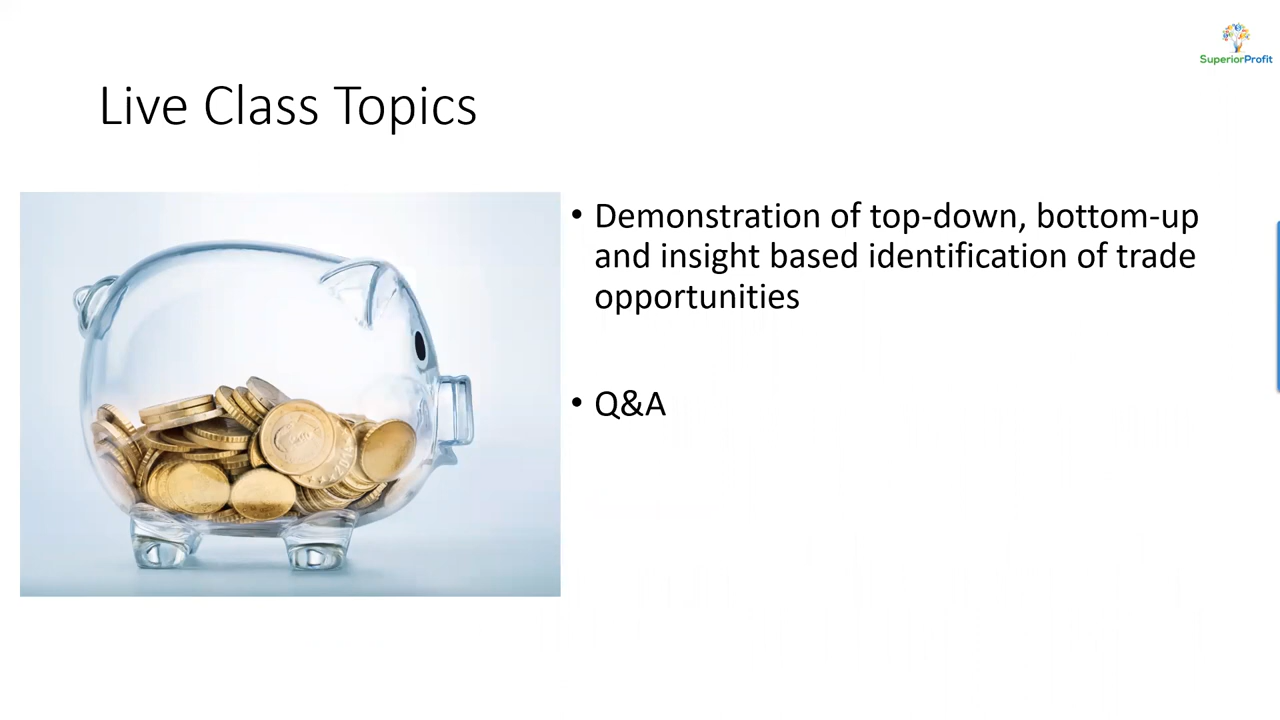 SuperiorProfit
Live Class Topics
• Demonstration of top-down, bottom-up
and insight based identification of trade
opportunities
• Q&A